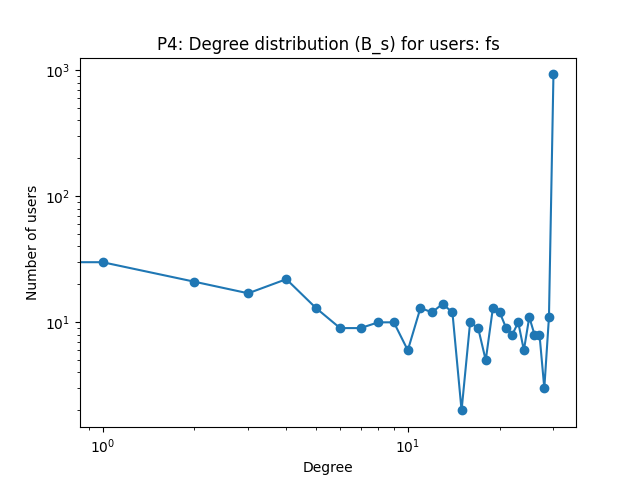 P4: Degree distribution (B_s) for users: fs
10³
10²
10¹
Number of users
10⁰ 10¹
Degree